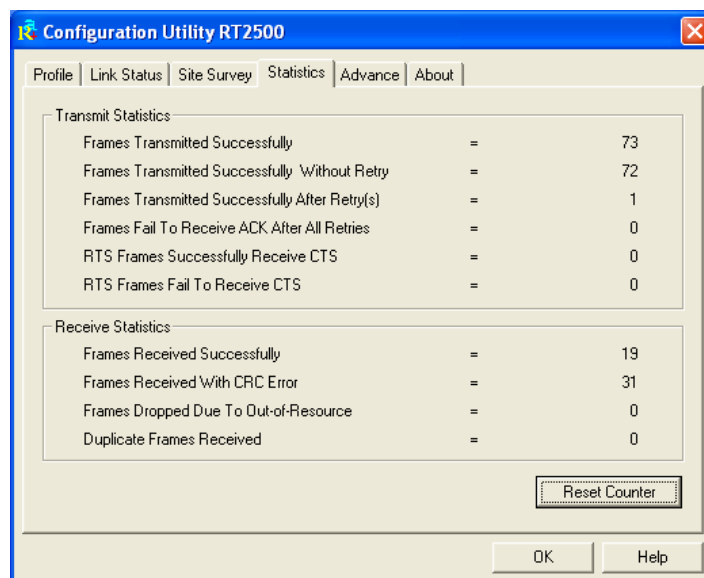 Configuration Utility RT2500
Profile Link Status Site Survey Statistics Advance About
Transmit Statistics
Frames Transmitted Successfully = 73
Frames Transmitted Successfully Without Retry = 72
Frames Transmitted Successfully After Retry(s) = 1
Frames Fail To Receive ACK After All Retries = 0
RTS Frames Successfully Receive CTS = 0
RTS Frames Fail To Receive CTS = 0
Receive Statistics
Frames Received Successfully = 19
Frames Received With CRC Error = 31
Frames Dropped Due To Out-of-Resource = 0
Duplicate Frames Received = 0
Reset Counter
OK Help